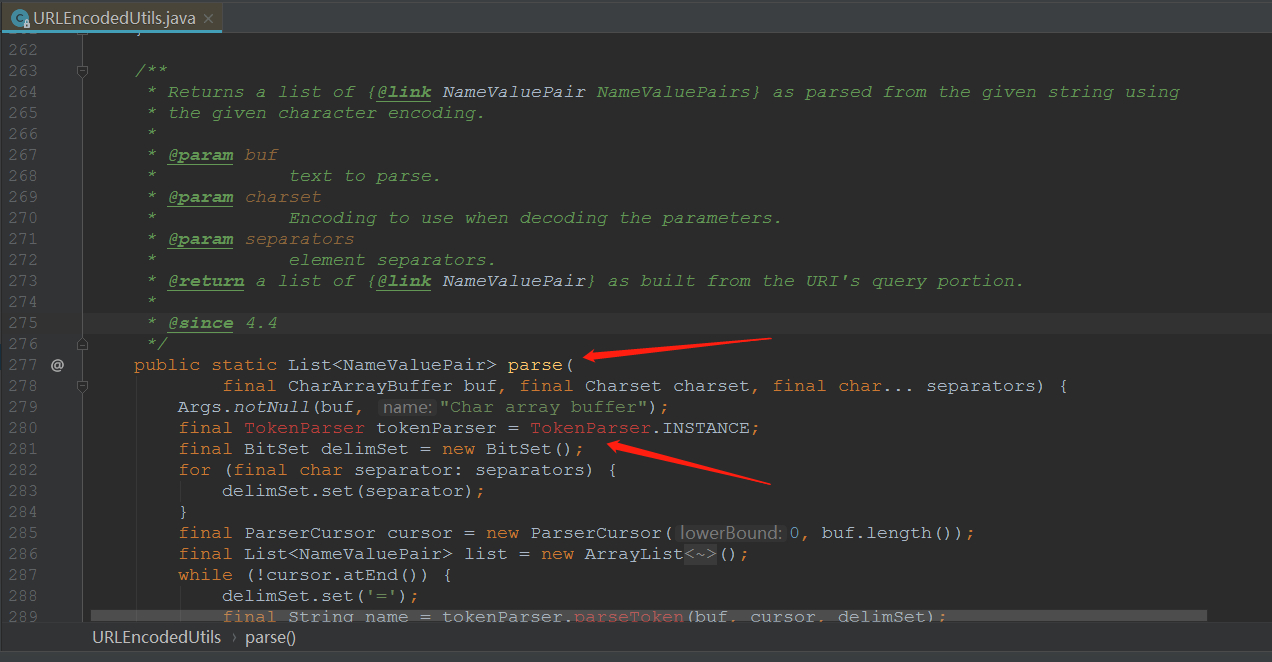 URLEncodedUtils.java
262
263 /**
264 * Returns a list of {@link NameValuePair NameValuePairs} as parsed from the given string using
265 * the given character encoding.
266 *
267 * @param buf
268 * text to parse.
269 * @param charset
270 * Encoding to use when decoding the parameters.
271 * @param separators
272 * element separators.
273 * @return a list of {@link NameValuePair} as built from the URI's query portion.
274 *
275 * @since 4.4
276 */
277 @ public static List<NameValuePair> parse(
278 final CharArrayBuffer buf, final Charset charset, final char... separators) {
279 Args.notNull(buf, name: "Char array buffer");
280 final TokenParser tokenParser = TokenParser.INSTANCE;
281 final BitSet delimSet = new BitSet();
282 for (final char separator: separators) {
283 delimSet.set(separator);
284 }
285 final ParserCursor cursor = new ParserCursor( lowerBound: 0, buf.length());
286 final List<NameValuePair> list = new ArrayList<~>();
287 while (!cursor.atEnd()) {
288 delimSet.set('=');
289 final String name = tokenParser.parseToken(buf, cursor, delimSet);
URLEncodedUtils › parse()